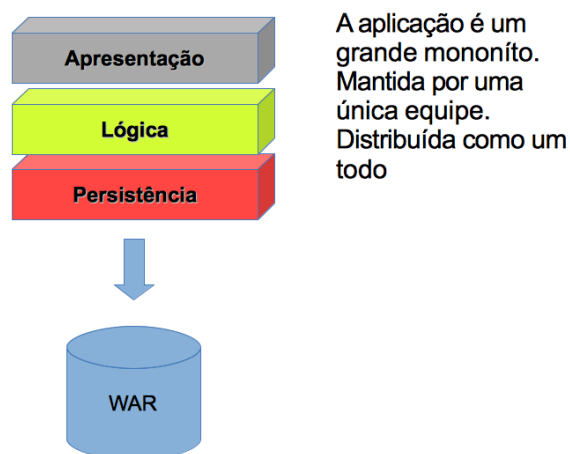 Apresentação
Lógica
Persistência
WAR
A aplicação é um
grande mononíto.
Mantida por uma
única equipe.
Distribuída como um
todo